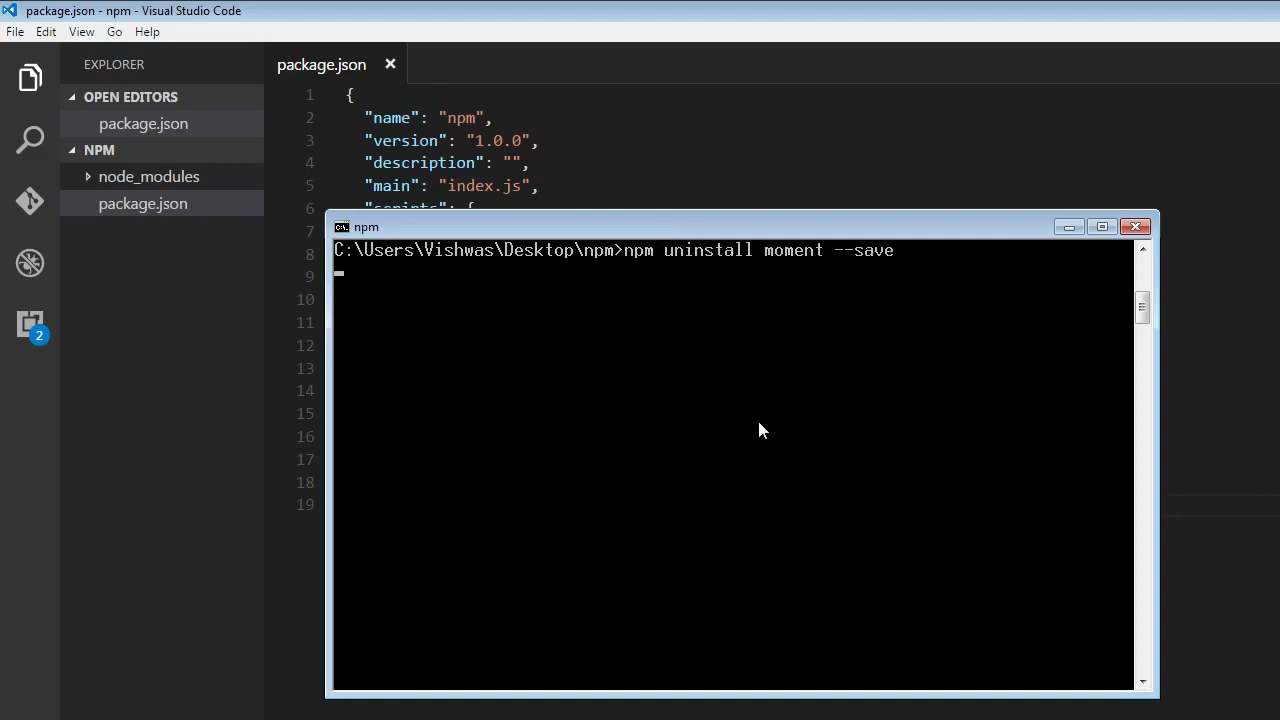 package.json - npm - Visual Studio Code
File Edit View Go Help
EXPLORER
OPEN EDITORS
package.json
NPM
node_modules
package.json
2
package.json
1 {
2 "name": "npm",
3 "version": "1.0.0",
4 "description": "",
5 "main": "index.js",
6 "scripts": {
7
8
9
10
11
12
13
14
15
16
17
18
19
npm
C:\Users\Vishwas\Desktop\npm>npm uninstall moment --save